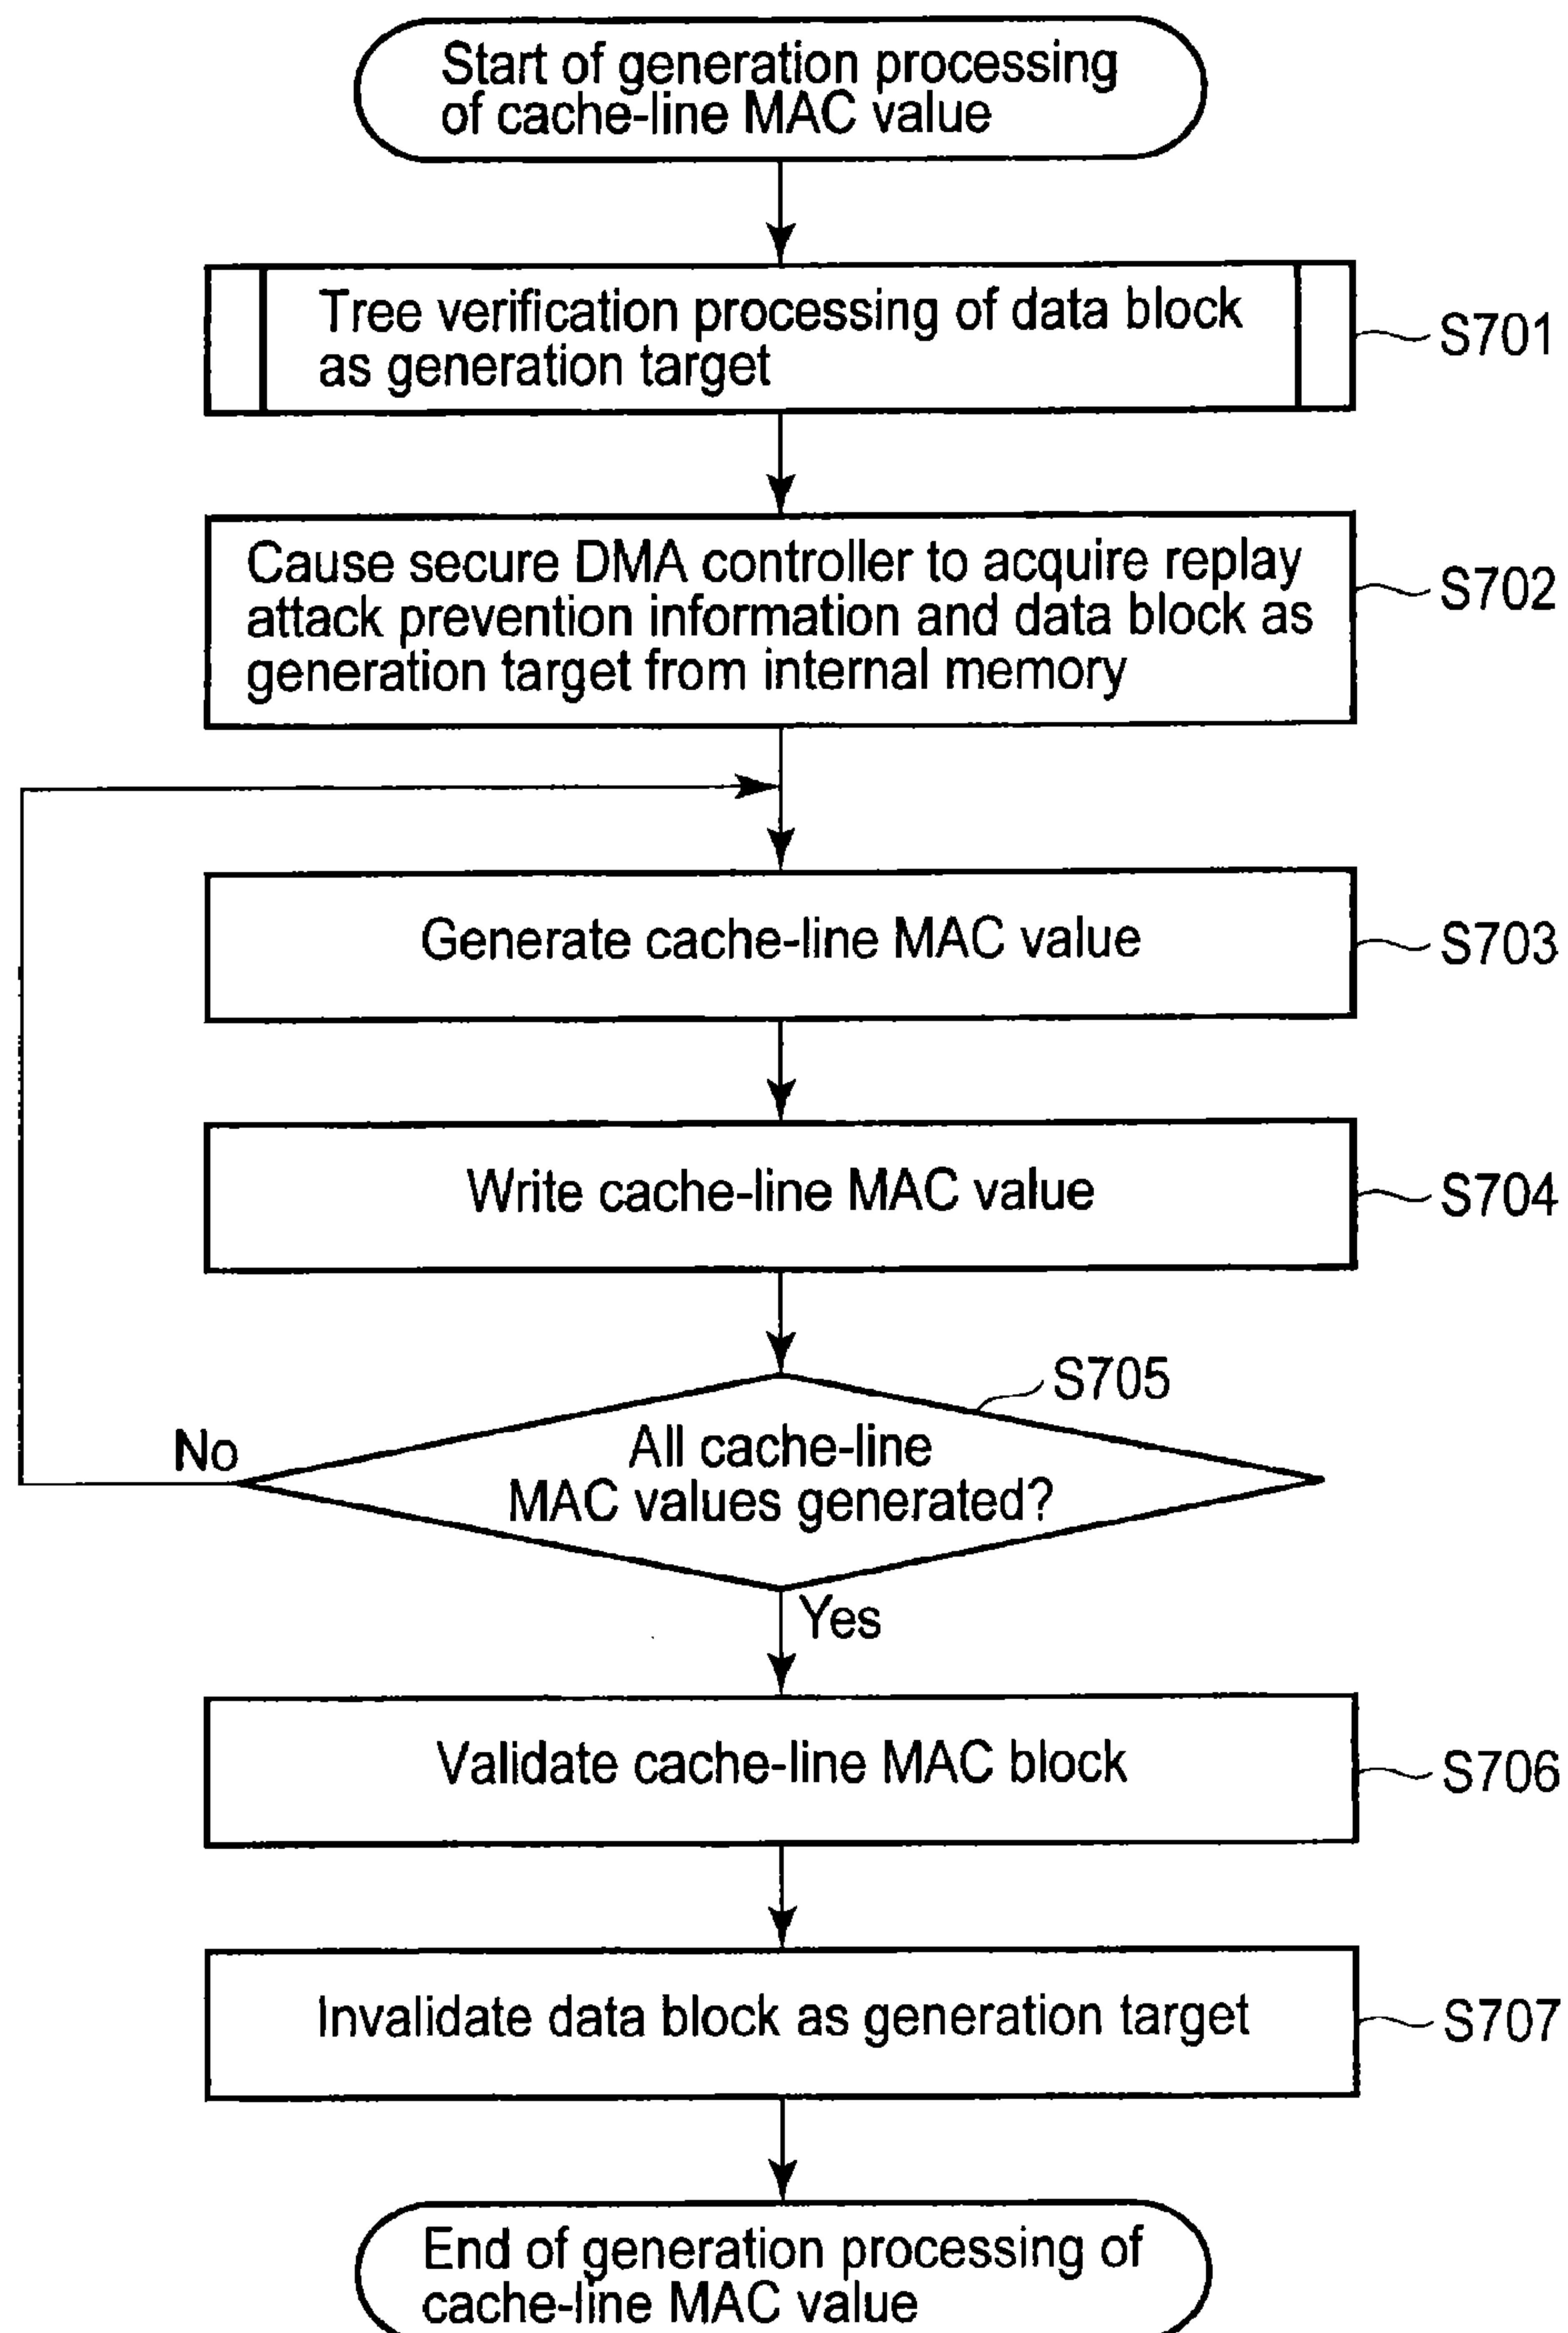 Start of generation processing
of cache-line MAC value
Tree verification processing of data block
as generation target
S701
Cause secure DMA controller to acquire replay
attack prevention information and data block as
generation target from internal memory
S702
Generate cache-line MAC value
S703
Write cache-line MAC value
S704
S705
All cache-line
MAC values generated?
No
Yes
Validate cache-line MAC block
S706
Invalidate data block as generation target
S707
End of generation processing of
cache-line MAC value